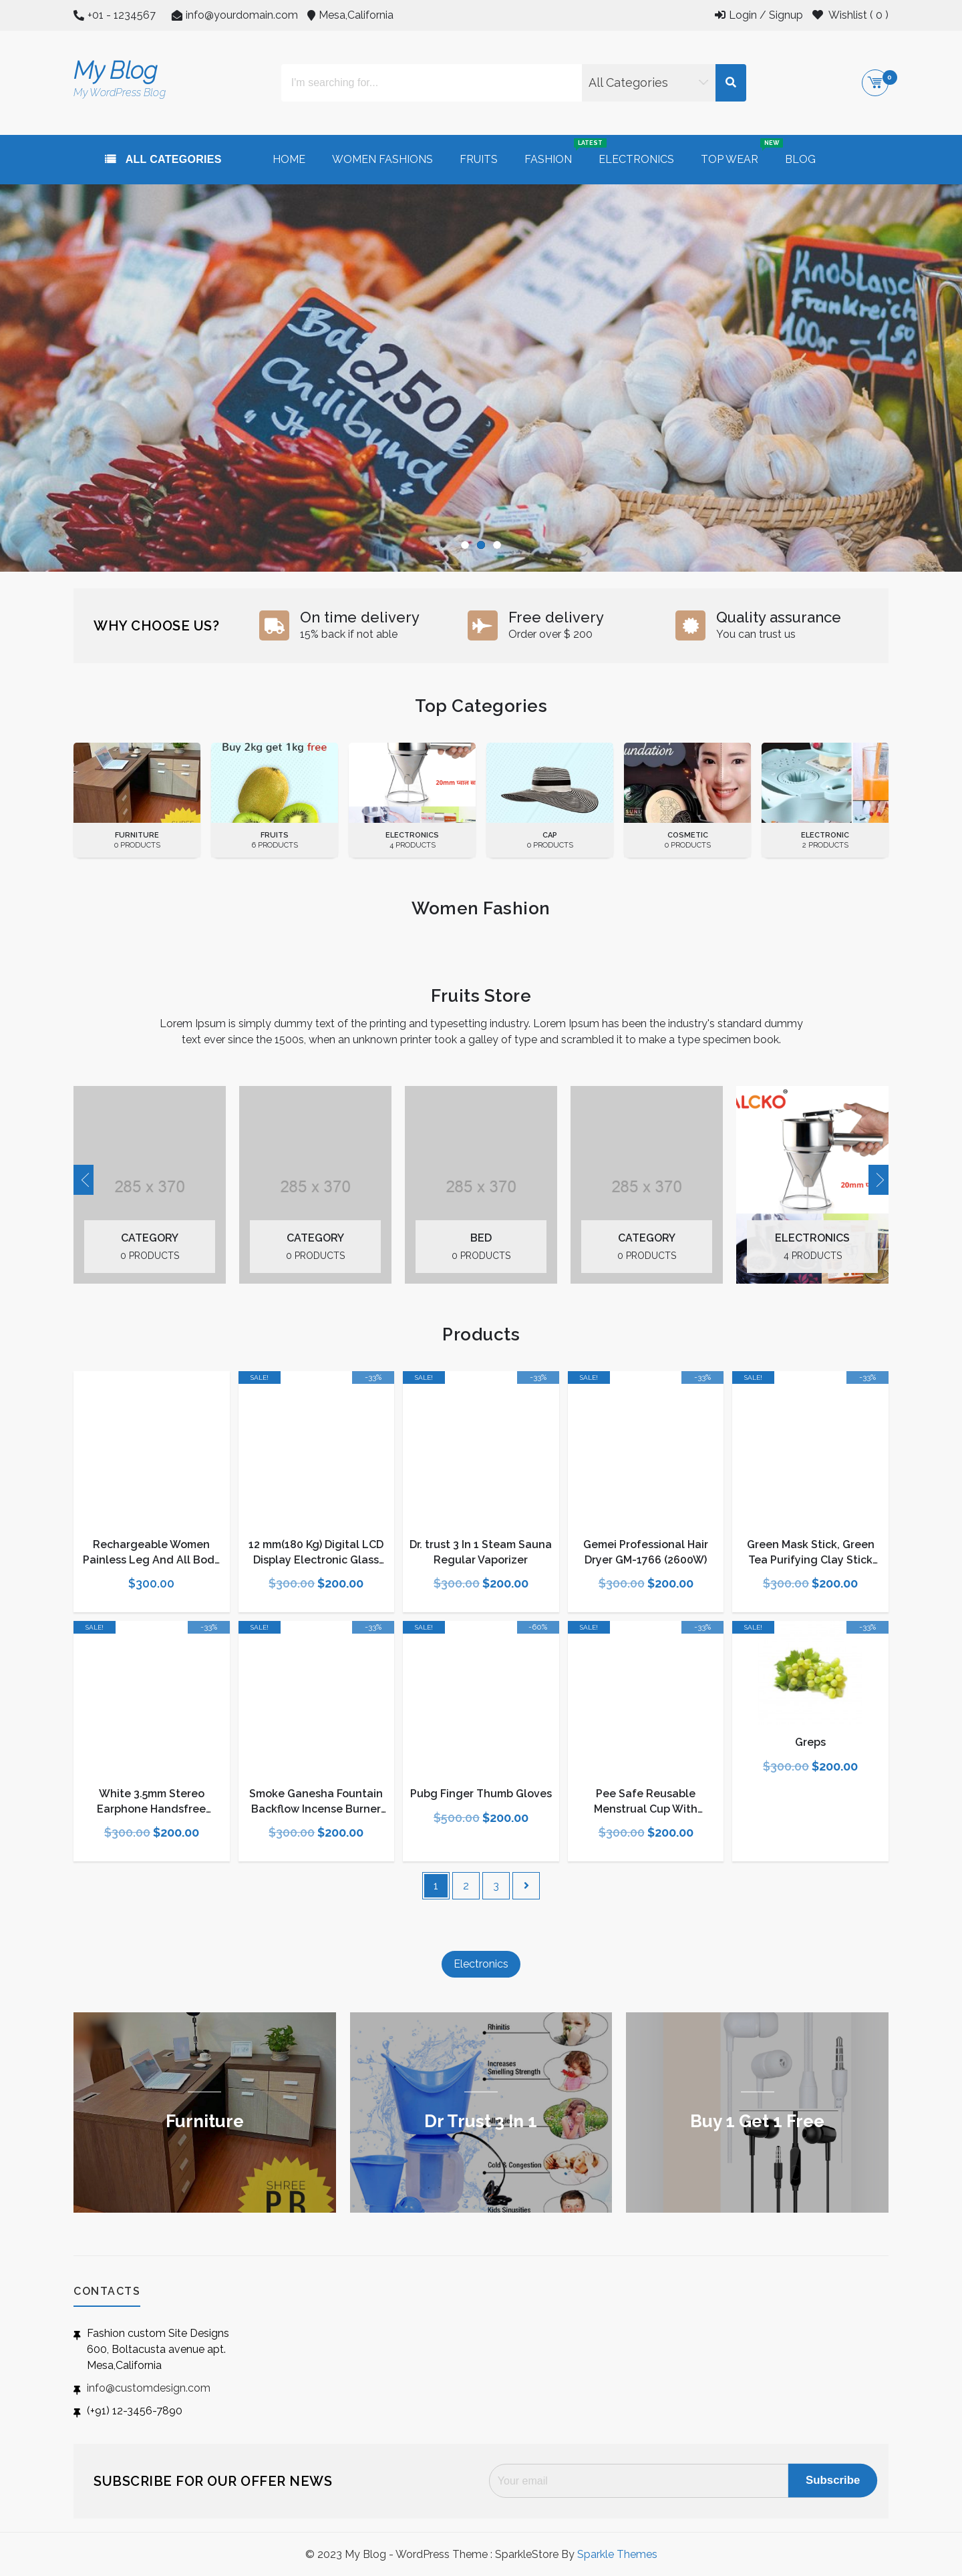 +01 - 1234567 info@yourdomain.com Mesa,California Login / Signup Wishlist ( 0 )
My Blog
My WordPress Blog
I'm searching for... All Categories
0
ALL CATEGORIES HOME WOMEN FASHIONS FRUITS FASHION LATEST ELECTRONICS TOP WEAR NEW BLOG
Bd.
2,50
"Staud"
Knoblauch
Frankreich
100gr - 1,50
WHY CHOOSE US?
On time delivery
15% back if not able
Free delivery
Order over $ 200
Quality assurance
You can trust us
Top Categories
Buy 2kg get 1kg free
20mm
FURNITURE
0 PRODUCTS
FRUITS
6 PRODUCTS
ELECTRONICS
4 PRODUCTS
CAP
0 PRODUCTS
COSMETIC
0 PRODUCTS
ELECTRONIC
2 PRODUCTS
Women Fashion
Fruits Store
Lorem Ipsum is simply dummy text of the printing and typesetting industry. Lorem Ipsum has been the industry's standard dummy
text ever since the 1500s, when an unknown printer took a galley of type and scrambled it to make a type specimen book.
285 x 370
CATEGORY
0 PRODUCTS
285 x 370
CATEGORY
0 PRODUCTS
285 x 370
BED
0 PRODUCTS
285 x 370
CATEGORY
0 PRODUCTS
ALCKO
20mm
ELECTRONICS
4 PRODUCTS
Products
Rechargeable Women
Painless Leg And All Bod…
$300.00
SALE! -33%
12 mm(180 Kg) Digital LCD
Display Electronic Glass…
$300.00 $200.00
SALE! -33%
Dr. trust 3 In 1 Steam Sauna
Regular Vaporizer
$300.00 $200.00
SALE! -33%
Gemei Professional Hair
Dryer GM-1766 (2600W)
$300.00 $200.00
SALE! -33%
Green Mask Stick, Green
Tea Purifying Clay Stick…
$300.00 $200.00
SALE! -33%
White 3.5mm Stereo
Earphone Handsfree…
$300.00 $200.00
SALE! -33%
Smoke Ganesha Fountain
Backflow Incense Burner…
$300.00 $200.00
SALE! -60%
Pubg Finger Thumb Gloves
$500.00 $200.00
SALE! -33%
Pee Safe Reusable
Menstrual Cup With…
$300.00 $200.00
SALE! -33%
Greps
$300.00 $200.00
1 2 3
Electronics
Furniture
SHREE
Rhinitis
Increases
Smelling Strength
Dr Trust 3 In 1
Cold & Congestion
Kids Sinusities
Buy 1 Get 1 Free
CONTACTS
Fashion custom Site Designs
600, Boltacusta avenue apt.
Mesa,California
info@customdesign.com
(+91) 12-3456-7890
SUBSCRIBE FOR OUR OFFER NEWS
Your email Subscribe
© 2023 My Blog - WordPress Theme : SparkleStore By Sparkle Themes